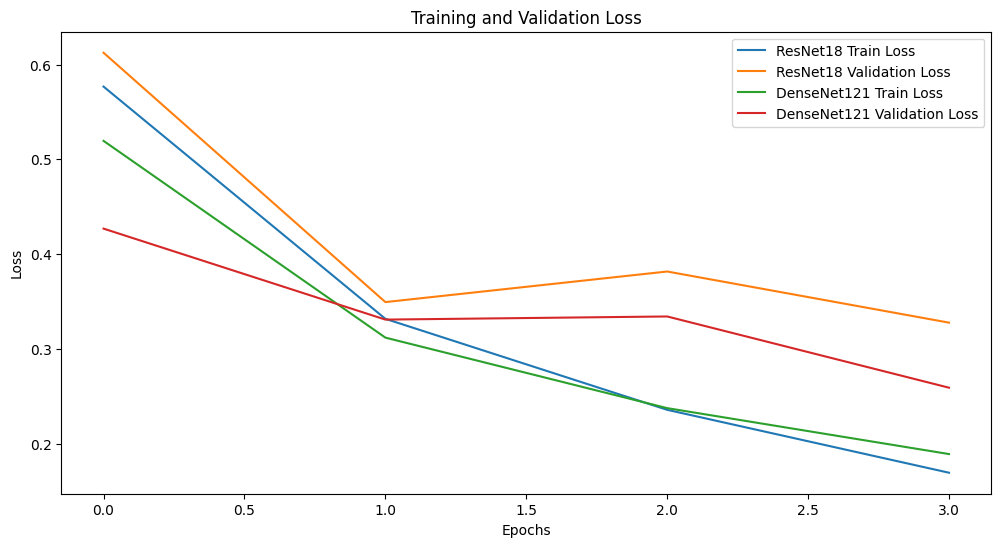 Training and Validation Loss
ResNet18 Train Loss
ResNet18 Validation Loss
DenseNet121 Train Loss
DenseNet121 Validation Loss
Loss
0.6
0.5
0.4
0.3
0.2
0.0 0.5 1.0 1.5 2.0 2.5 3.0
Epochs